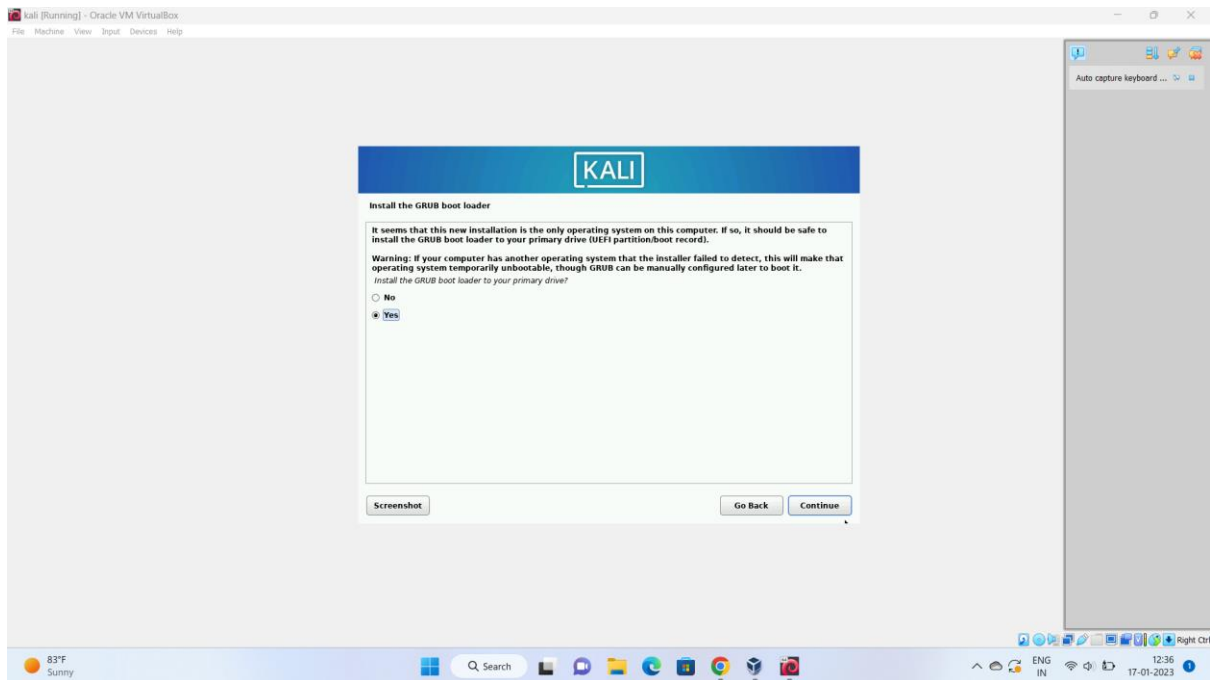 kali [Running] - Oracle VM VirtualBox
File Machine View Input Devices Help
Auto capture keyboard ...
KALI
Install the GRUB boot loader
It seems that this new installation is the only operating system on this computer. If so, it should be safe to
install the GRUB boot loader to your primary drive (UEFI partition/boot record).
Warning: If your computer has another operating system that the installer failed to detect, this will make that
operating system temporarily unbootable, though GRUB can be manually configured later to boot it.
Install the GRUB boot loader to your primary drive?
No
Yes
Screenshot
Go Back
Continue
Right Ctrl
83°F
Sunny
Search
ENG
IN
12:36
17-01-2023
1